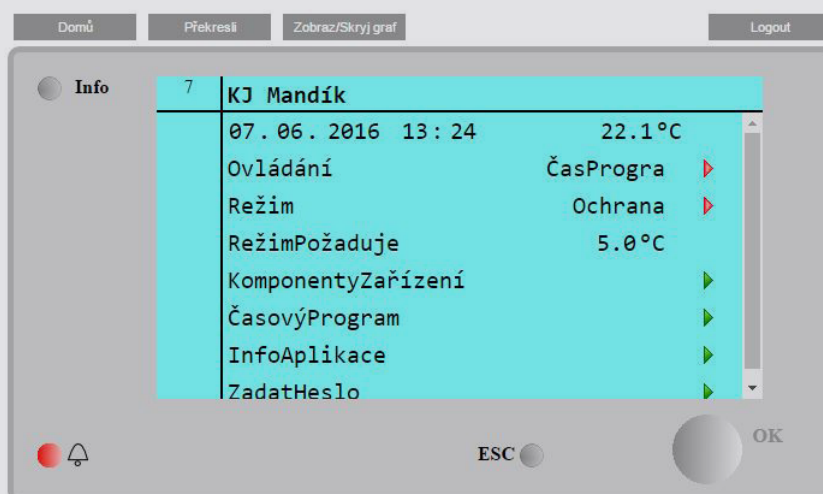 Domů Překresli Zobraz/Skryj graf Logout
Info
7 KJ Mandík
07.06.2016 13:24 22.1°C
Ovládání ČasProgra
Režim Ochrana
RežimPožaduje 5.0°C
KomponentyZařízení
ČasovýProgram
InfoAplikace
ZadatHeslo
ESC OK